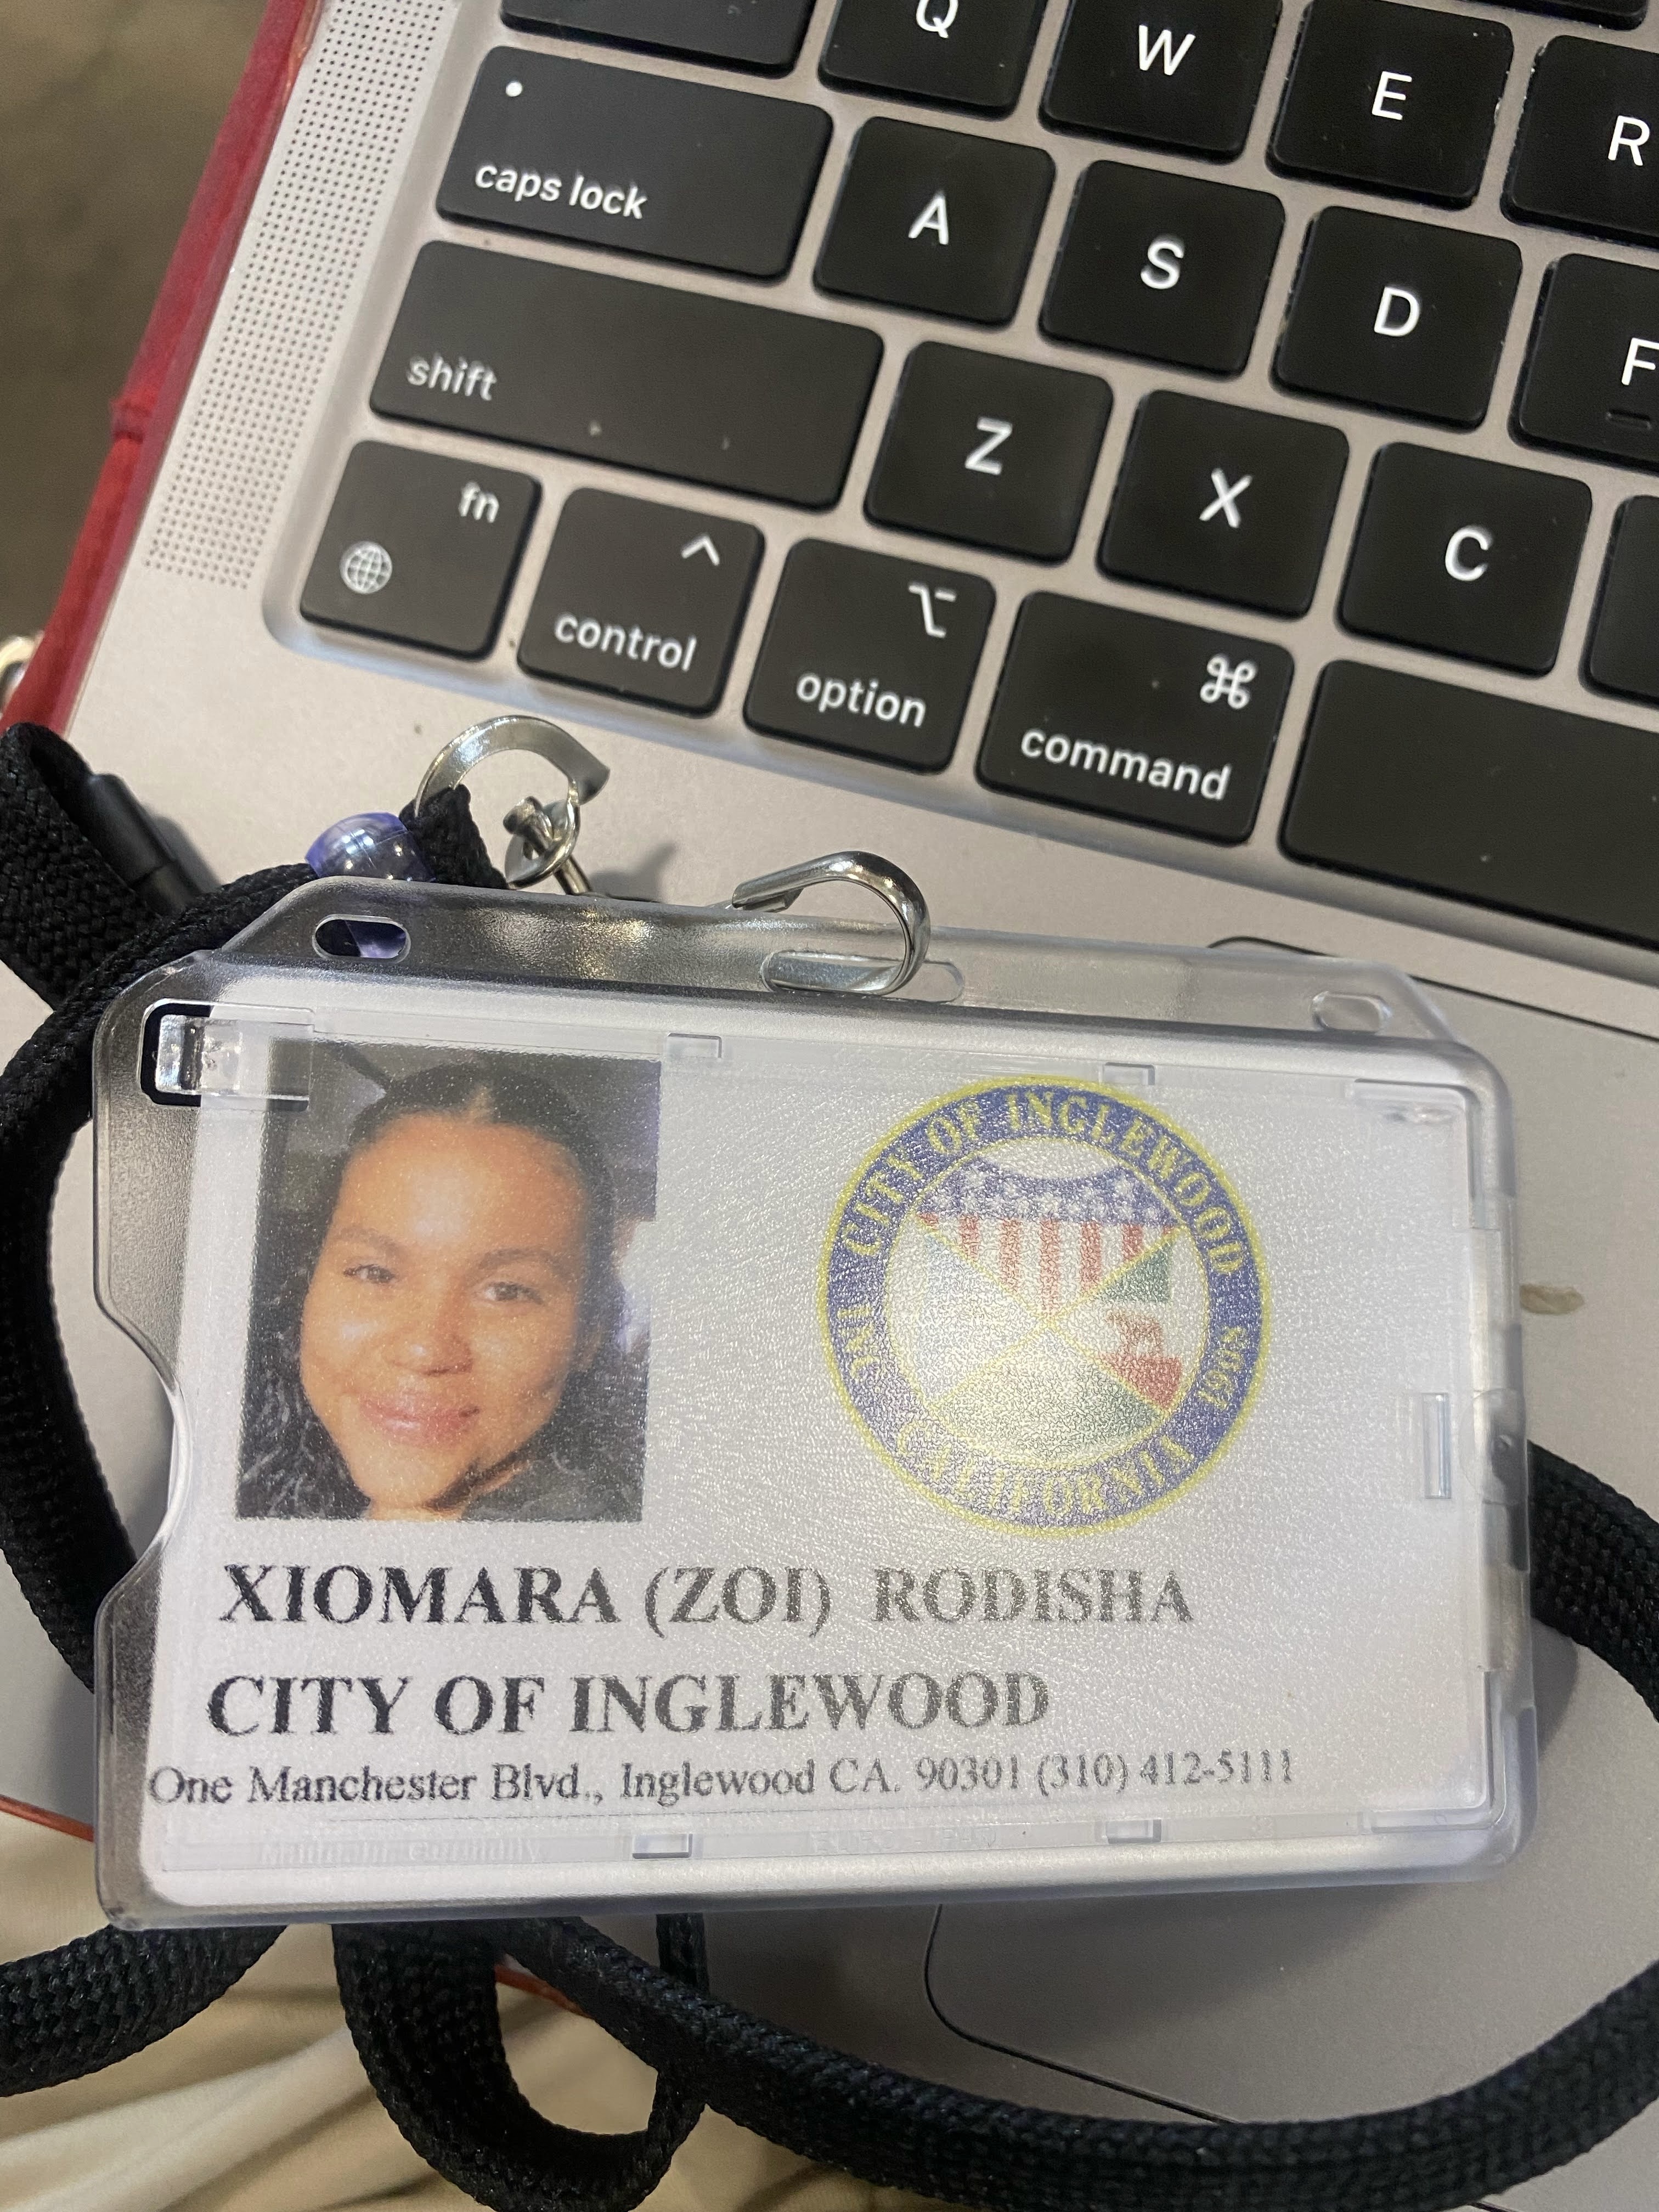 Q W E R
caps lock A S D F
shift Z X C
fn control ^ option ⌥ command ⌘
CITY OF INGLEWOOD
INC. 1908
CALIFORNIA
XIOMARA (ZOI) RODISHA
CITY OF INGLEWOOD
One Manchester Blvd., Inglewood CA. 90301 (310) 412-5111